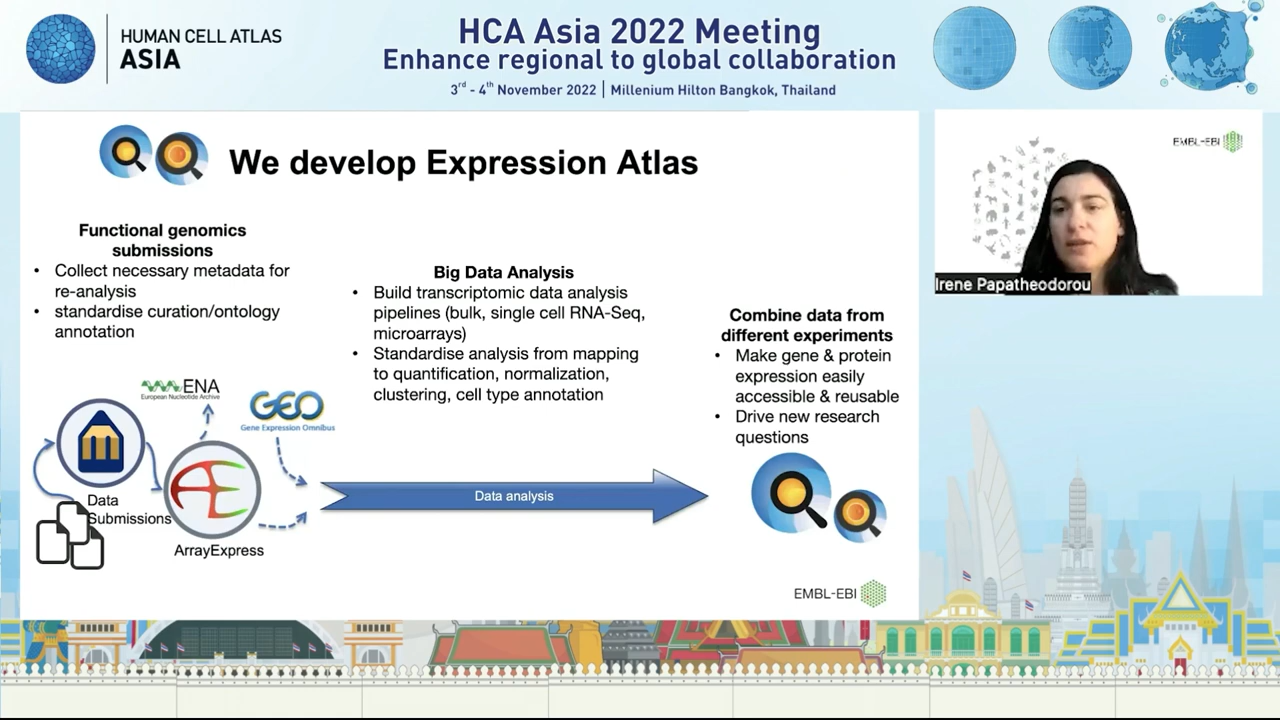 HUMAN CELL ATLAS
ASIA
HCA Asia 2022 Meeting
Enhance regional to global collaboration
3rd - 4th November 2022 | Millenium Hilton Bangkok, Thailand
We develop Expression Atlas
Functional genomics
submissions
• Collect necessary metadata for
re-analysis
• standardise curation/ontology
annotation
Big Data Analysis
• Build transcriptomic data analysis
pipelines (bulk, single cell RNA-Seq,
microarrays)
• Standardise analysis from mapping
to quantification, normalization,
clustering, cell type annotation
Combine data from
different experiments
• Make gene & protein
expression easily
accessible & reusable
• Drive new research
questions
ENA
European Nucleotide Archive
GEO
Gene Expression Omnibus
Data
Submissions
AE
ArrayExpress
Data analysis
EMBL-EBI
EMBL-EBI
Irene Papatheodorou